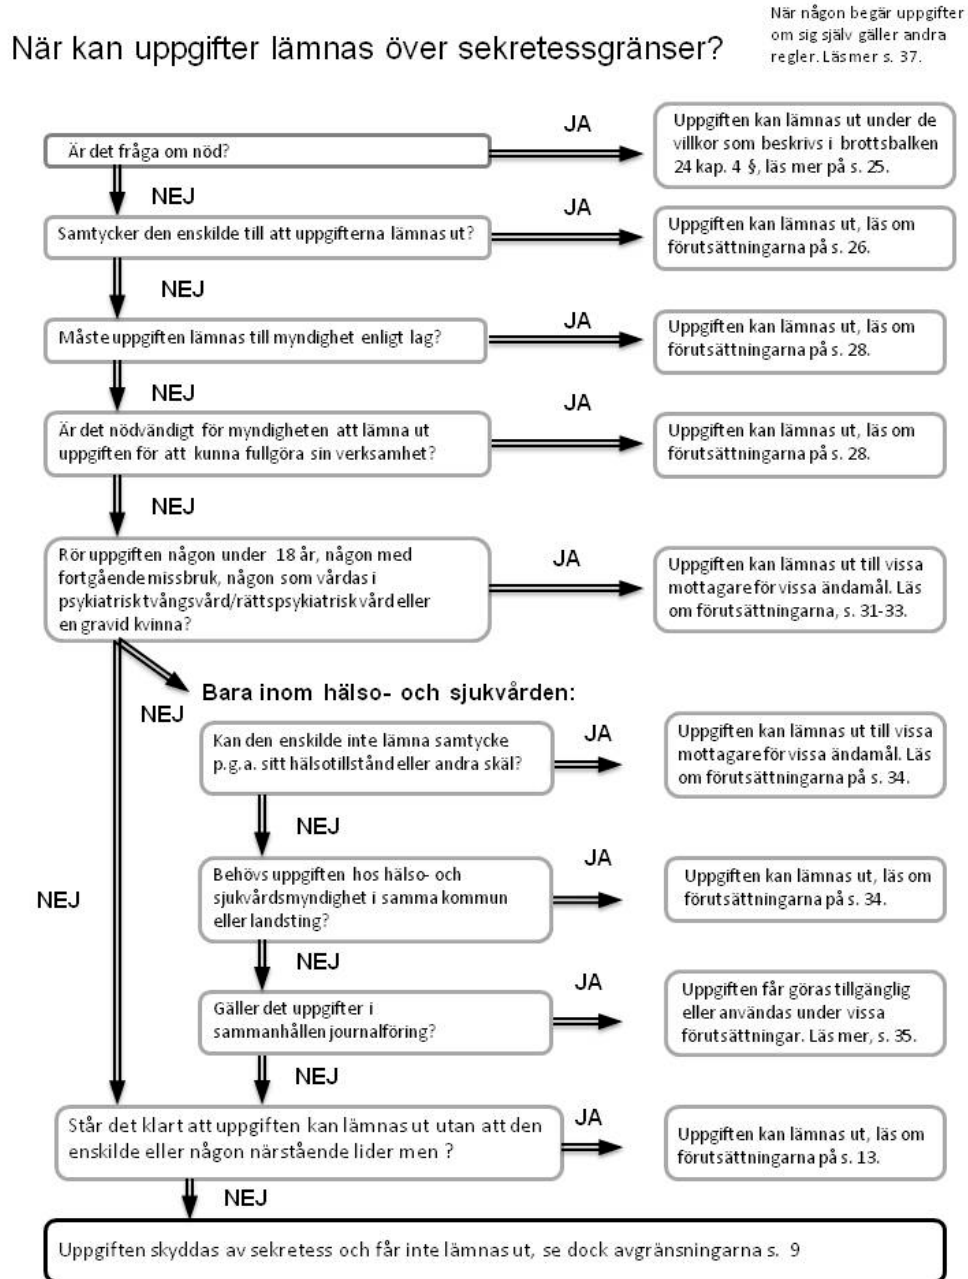 När någon begär uppgifter
om sig själv gäller andra
regler. Läs mer s. 37.
När kan uppgifter lämnas över sekretessgränser?
Är det fråga om nöd?
JA
Uppgiften kan lämnas ut under de
villkor som beskrivs i brottsbalken
24 kap. 4 §, läs mer på s. 25.
NEJ
Samtycker den enskilde till att uppgifterna lämnas ut?
JA
Uppgiften kan lämnas ut, läs om
förutsättningarna på s. 26.
NEJ
Måste uppgiften lämnas till myndighet enligt lag?
JA
Uppgiften kan lämnas ut, läs om
förutsättningarna på s. 28.
NEJ
Är det nödvändigt för myndigheten att lämna ut
uppgiften för att kunna fullgöra sin verksamhet?
JA
Uppgiften kan lämnas ut, läs om
förutsättningarna på s. 28.
NEJ
Rör uppgiften någon under 18 år, någon med
fortgående missbruk, någon som vårdas i
psykiatrisk tvångsvård/rättspsykiatrisk vård eller
en gravid kvinna?
JA
Uppgiften kan lämnas ut till vissa
mottagare för vissa ändamål. Läs
om förutsättningarna, s. 31-33.
NEJ
Bara inom hälso- och sjukvården:
Kan den enskilde inte lämna samtycke
p.g.a. sitt hälsotillstånd eller andra skäl?
JA
Uppgiften kan lämnas ut till vissa
mottagare för vissa ändamål. Läs
om förutsättningarna på s. 34.
NEJ
Behövs uppgiften hos hälso- och
sjukvårdsmyndighet i samma kommun
eller landsting?
JA
Uppgiften kan lämnas ut, läs om
förutsättningarna på s. 34.
NEJ
NEJ
Gäller det uppgifter i
sammanhållen journalföring?
JA
Uppgiften får göras tillgänglig
eller användas under vissa
förutsättningar. Läs mer, s. 35.
NEJ
Står det klart att uppgiften kan lämnas ut utan att den
enskilde eller någon närstående lider men ?
JA
Uppgiften kan lämnas ut, läs om
förutsättningarna på s. 13.
NEJ
Uppgiften skyddas av sekretess och får inte lämnas ut, se dock avgränsningarna s. 9